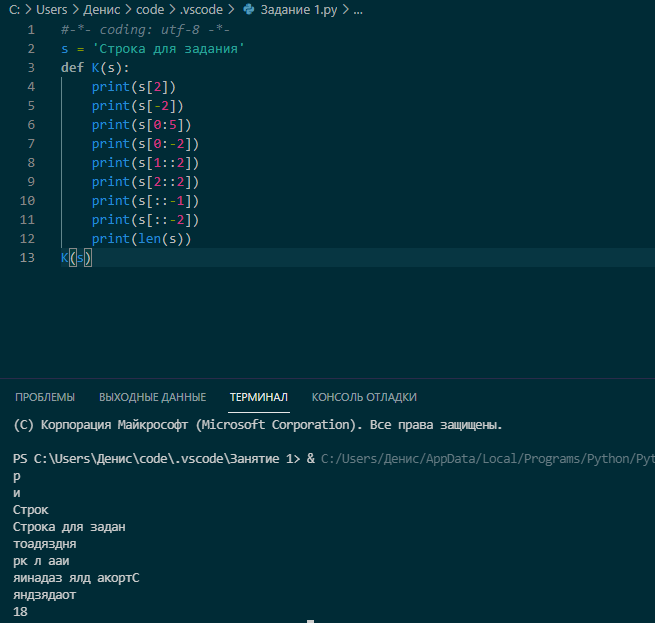 C: > Users > Денис > code > .vscode > Задание 1.py > ...
1 #-*- coding: utf-8 -*-
2 s = 'Строка для задания'
3 def K(s):
4 print(s[2])
5 print(s[-2])
6 print(s[0:5])
7 print(s[0:-2])
8 print(s[1::2])
9 print(s[2::2])
10 print(s[::-1])
11 print(s[::-2])
12 print(len(s))
13 K(s)
ПРОБЛЕМЫ ВЫХОДНЫЕ ДАННЫЕ ТЕРМИНАЛ КОНСОЛЬ ОТЛАДКИ
(C) Корпорация Майкрософт (Microsoft Corporation). Все права защищены.
PS C:\Users\Денис\code\.vscode\Занятие 1> & C:/Users/Денис/AppData/Local/Programs/Python/Pyt
р
и
Строк
Строка для задан
тоадяздня
рк л ааи
яинадаз ялд акортС
яндзядаот
18